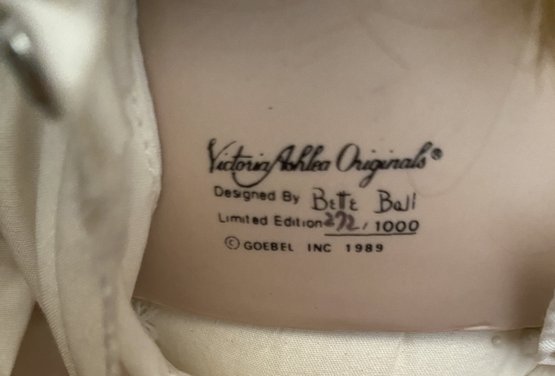 Victoria Ashlea Originals®
Designed By Bette Ball
Limited Edition 272/1000
© GOEBEL INC 1989